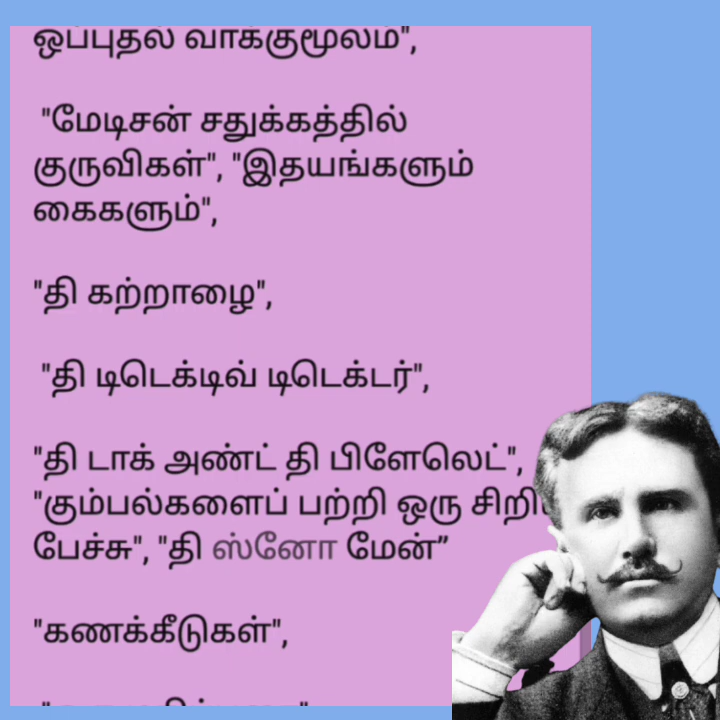 ஒப்புதல் வாக்குமூலம்",
"மேடிசன் சதுக்கத்தில்
குருவிகள்", "இதயங்களும்
கைகளும்",
"தி கற்றாழை",
"தி டிடெக்டிவ் டிடெக்டர்",
"தி டாக் அண்ட் தி பிளேலெட்",
"கும்பல்களைப் பற்றி ஒரு
பேச்சு", "தி ஸ்னோ மேன்”
"கணக்கீடுகள்",